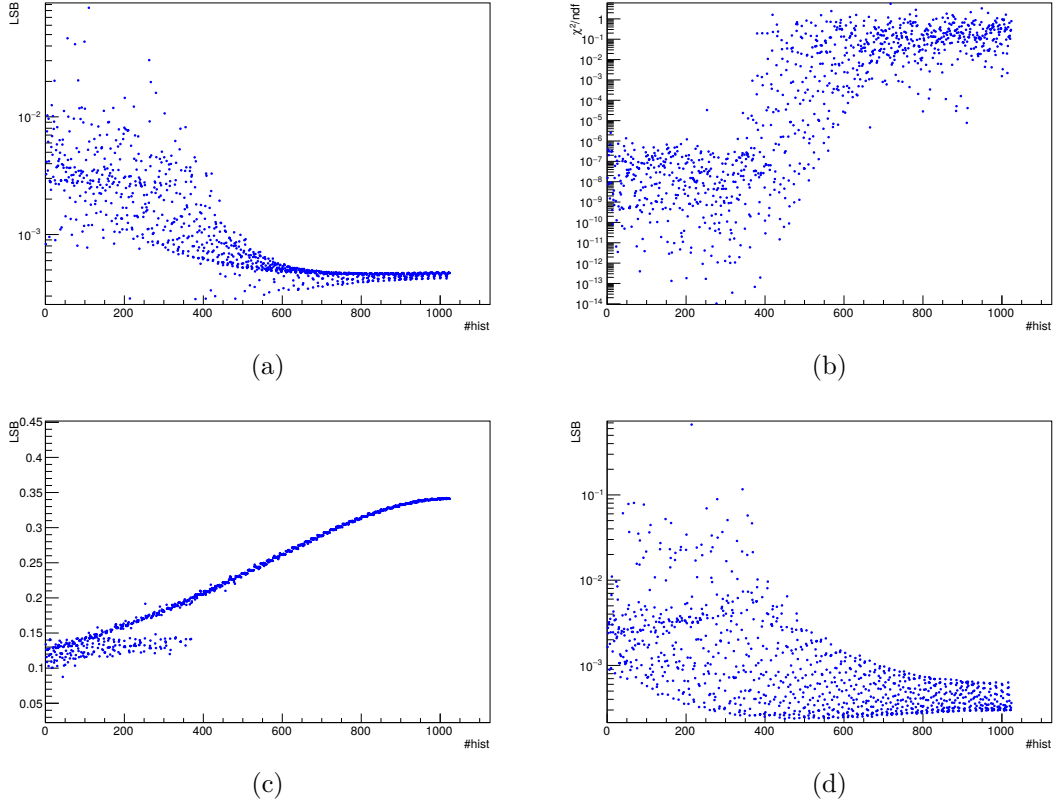 LSB
10⁻²
10⁻³
0 200 400 600 800 1000
#hist
(a)
χ²/ndf
1
10⁻¹
10⁻²
10⁻³
10⁻⁴
10⁻⁵
10⁻⁶
10⁻⁷
10⁻⁸
10⁻⁹
10⁻¹⁰
10⁻¹¹
10⁻¹²
10⁻¹³
10⁻¹⁴
0 200 400 600 800 1000
#hist
(b)
LSB
0.45
0.4
0.35
0.3
0.25
0.2
0.15
0.1
0.05
0 200 400 600 800 1000
#hist
(c)
LSB
10⁻¹
10⁻²
10⁻³
0 200 400 600 800 1000
#hist
(d)